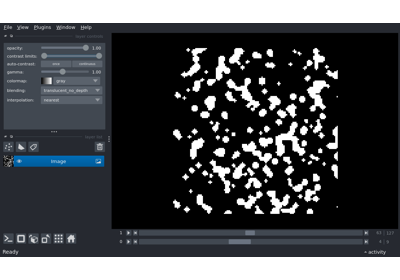 File View Plugins Window Help
opacity: 1.00
contrast limits:
auto-contrast: once continuous
gamma: 1.00
colormap: gray
blending: translucent_no_depth
interpolation: nearest
Image
1
0
Ready
activity